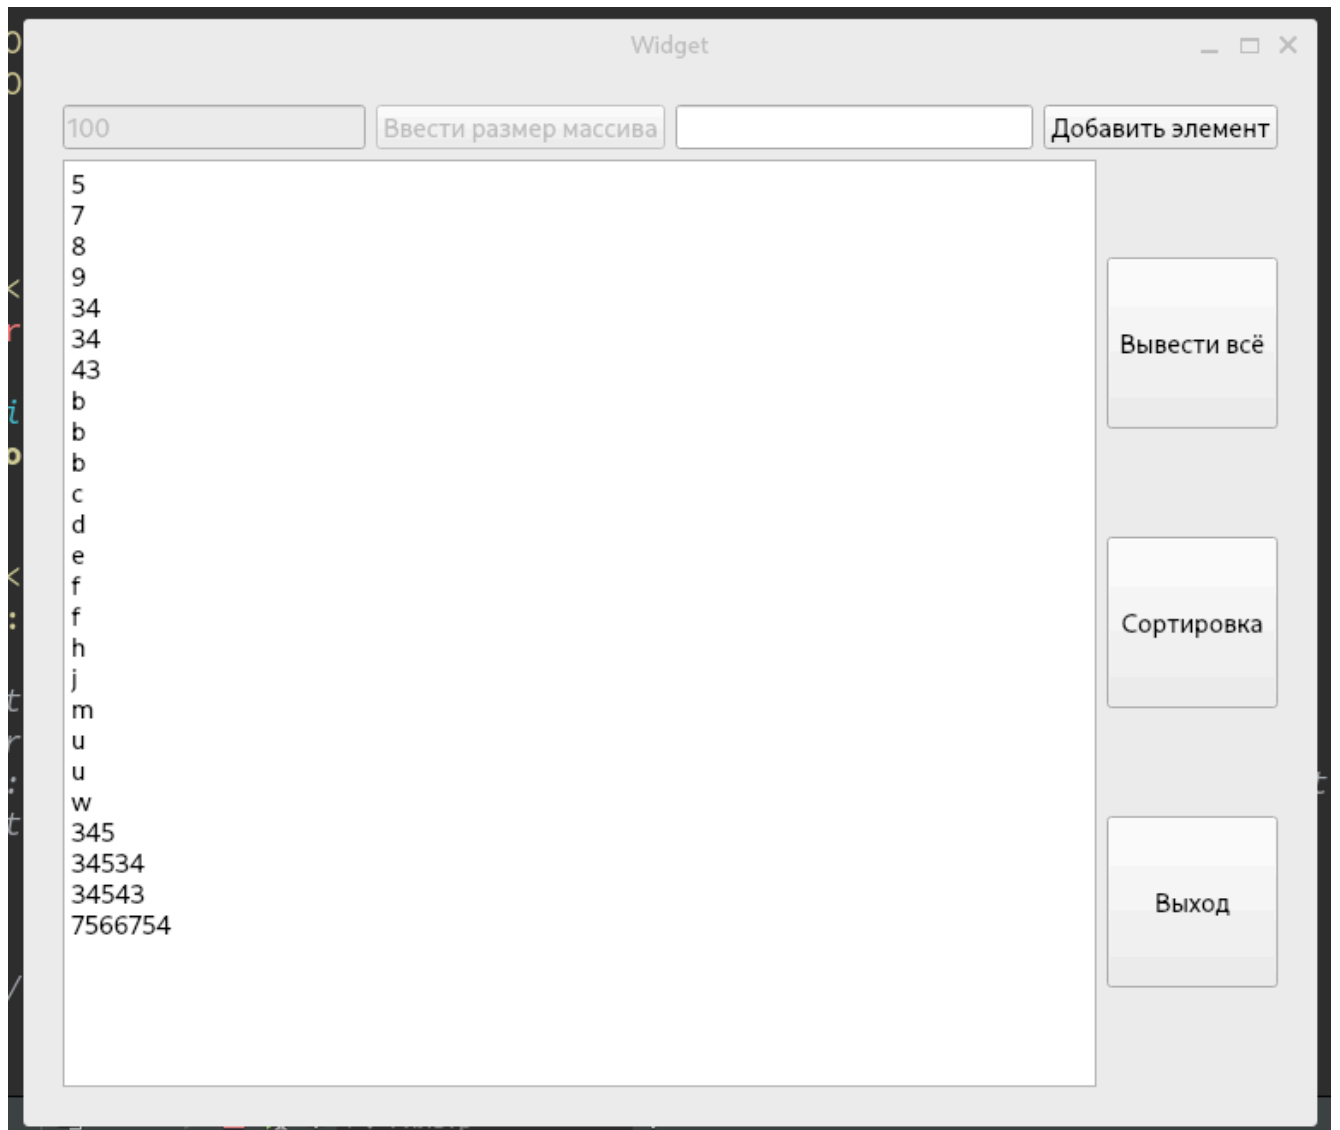 Widget
100
Ввести размер массива
Добавить элемент
5
7
8
9
34
34
43
b
b
b
c
d
e
f
f
h
j
m
u
u
w
345
34534
34543
7566754
Вывести всё
Сортировка
Выход